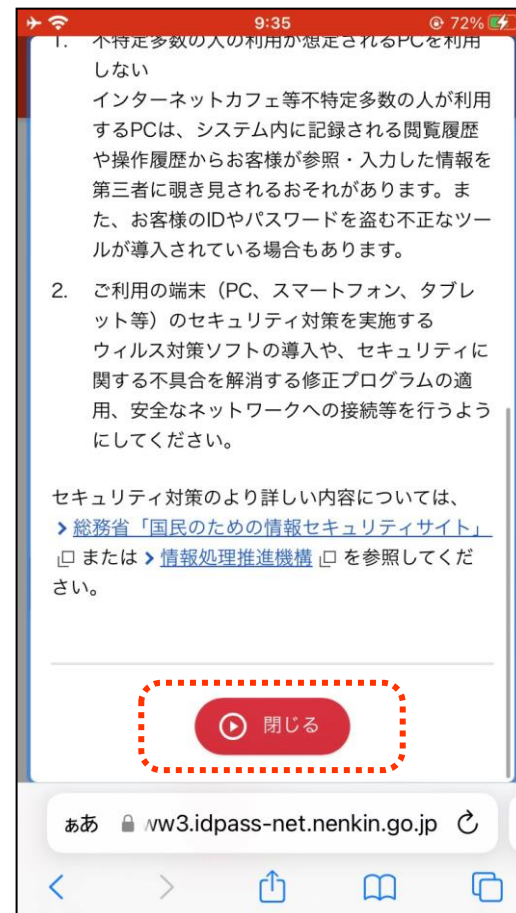 9:35
72%
1. 不特定多数の人の利用が想定されるPCを利用
しない
インターネットカフェ等不特定多数の人が利用
するPCは、システム内に記録される閲覧履歴
や操作履歴からお客様が参照・入力した情報を
第三者に覗き見されるおそれがあります。ま
た、お客様のIDやパスワードを盗む不正なツー
ルが導入されている場合もあります。
2. ご利用の端末（PC、スマートフォン、タブレ
ット等）のセキュリティ対策を実施する
ウィルス対策ソフトの導入や、セキュリティに
関する不具合を解消する修正プログラムの適
用、安全なネットワークへの接続等を行うよう
にしてください。
セキュリティ対策のより詳しい内容については、
総務省「国民のための情報セキュリティサイト」
または 情報処理推進機構 を参照してくだ
さい。
閉じる
ぁあ vw3.idpass-net.nenkin.go.jp